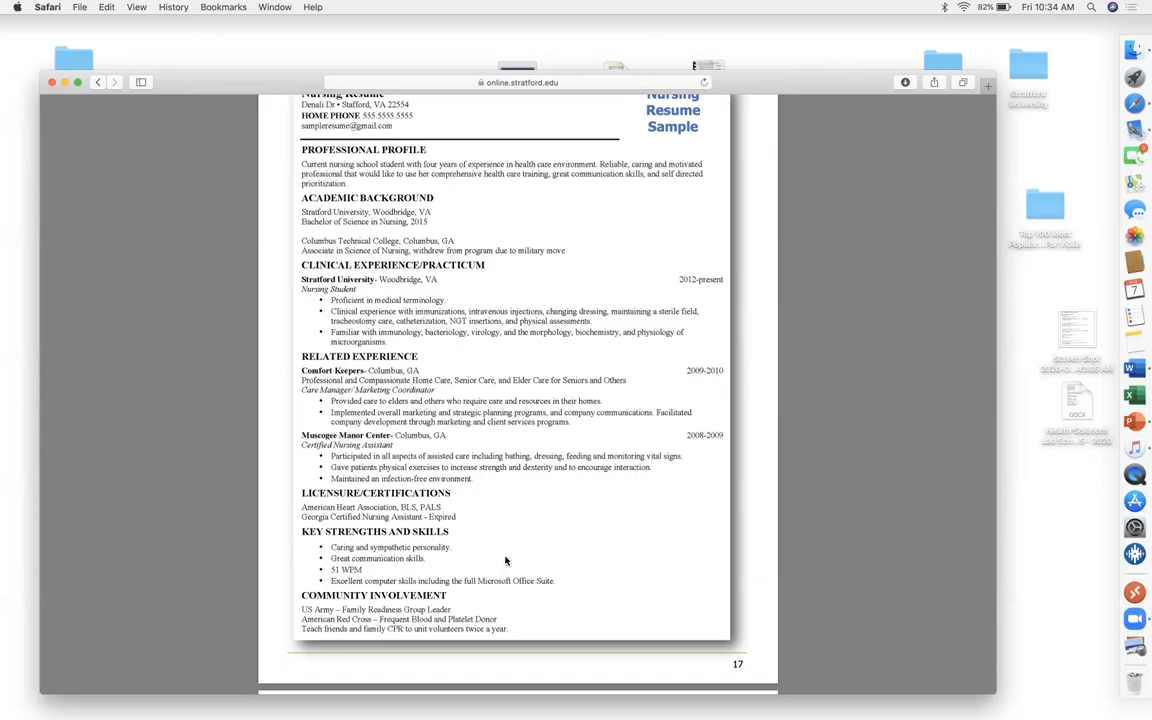 Safari File Edit View History Bookmarks Window Help 82% Fri 10:34 AM
online.stratford.edu
Stratford
University
Nursing Resume
Denali Dr • Stafford, VA 22554
HOME PHONE 555.5555.5555
sampleresume@gmail.com
Nursing
Resume
Sample
PROFESSIONAL PROFILE
Current nursing school student with four years of experience in health care environment. Reliable, caring and motivated
professional that would like to use her comprehensive health care training, great communication skills, and self directed
prioritization.
ACADEMIC BACKGROUND
Stratford University, Woodbridge, VA
Bachelor of Science in Nursing, 2015
Columbus Technical College, Columbus, GA
Associate in Science of Nursing, withdrew from program due to military move
CLINICAL EXPERIENCE/PRACTICUM
Stratford University- Woodbridge, VA 2012-present
Nursing Student
• Proficient in medical terminology.
• Clinical experience with immunizations, intravenous injections, changing dressing, maintaining a sterile field,
tracheostomy care, catheterization, NGT insertions, and physical assessments.
• Familiar with immunology, bacteriology, virology, and the morphology, biochemistry, and physiology of
microorganisms.
RELATED EXPERIENCE
Comfort Keepers- Columbus, GA 2009-2010
Professional and Compassionate Home Care, Senior Care, and Elder Care for Seniors and Others
Care Manager/ Marketing Coordinator
• Provided care to elders and others who require care and resources in their homes.
• Implemented overall marketing and strategic planning programs, and company communications. Facilitated
company development through marketing and client services programs.
Muscogee Manor Center- Columbus, GA 2008-2009
Certified Nursing Assistant
• Participated in all aspects of assisted care including bathing, dressing, feeding and monitoring vital signs.
• Gave patients physical exercises to increase strength and dexterity and to encourage interaction.
• Maintained an infection-free environment.
LICENSURE/CERTIFICATIONS
American Heart Association, BLS, PALS
Georgia Certified Nursing Assistant - Expired
KEY STRENGTHS AND SKILLS
• Caring and sympathetic personality.
• Great communication skills.
• 51 WPM
• Excellent computer skills including the full Microsoft Office Suite.
COMMUNITY INVOLVEMENT
US Army – Family Readiness Group Leader
American Red Cross – Frequent Blood and Platelet Donor
Teach friends and family CPR to unit volunteers twice a year.
17
Top 100 Most
Popular
Screen Shot
DOCX
Health Sciences
7